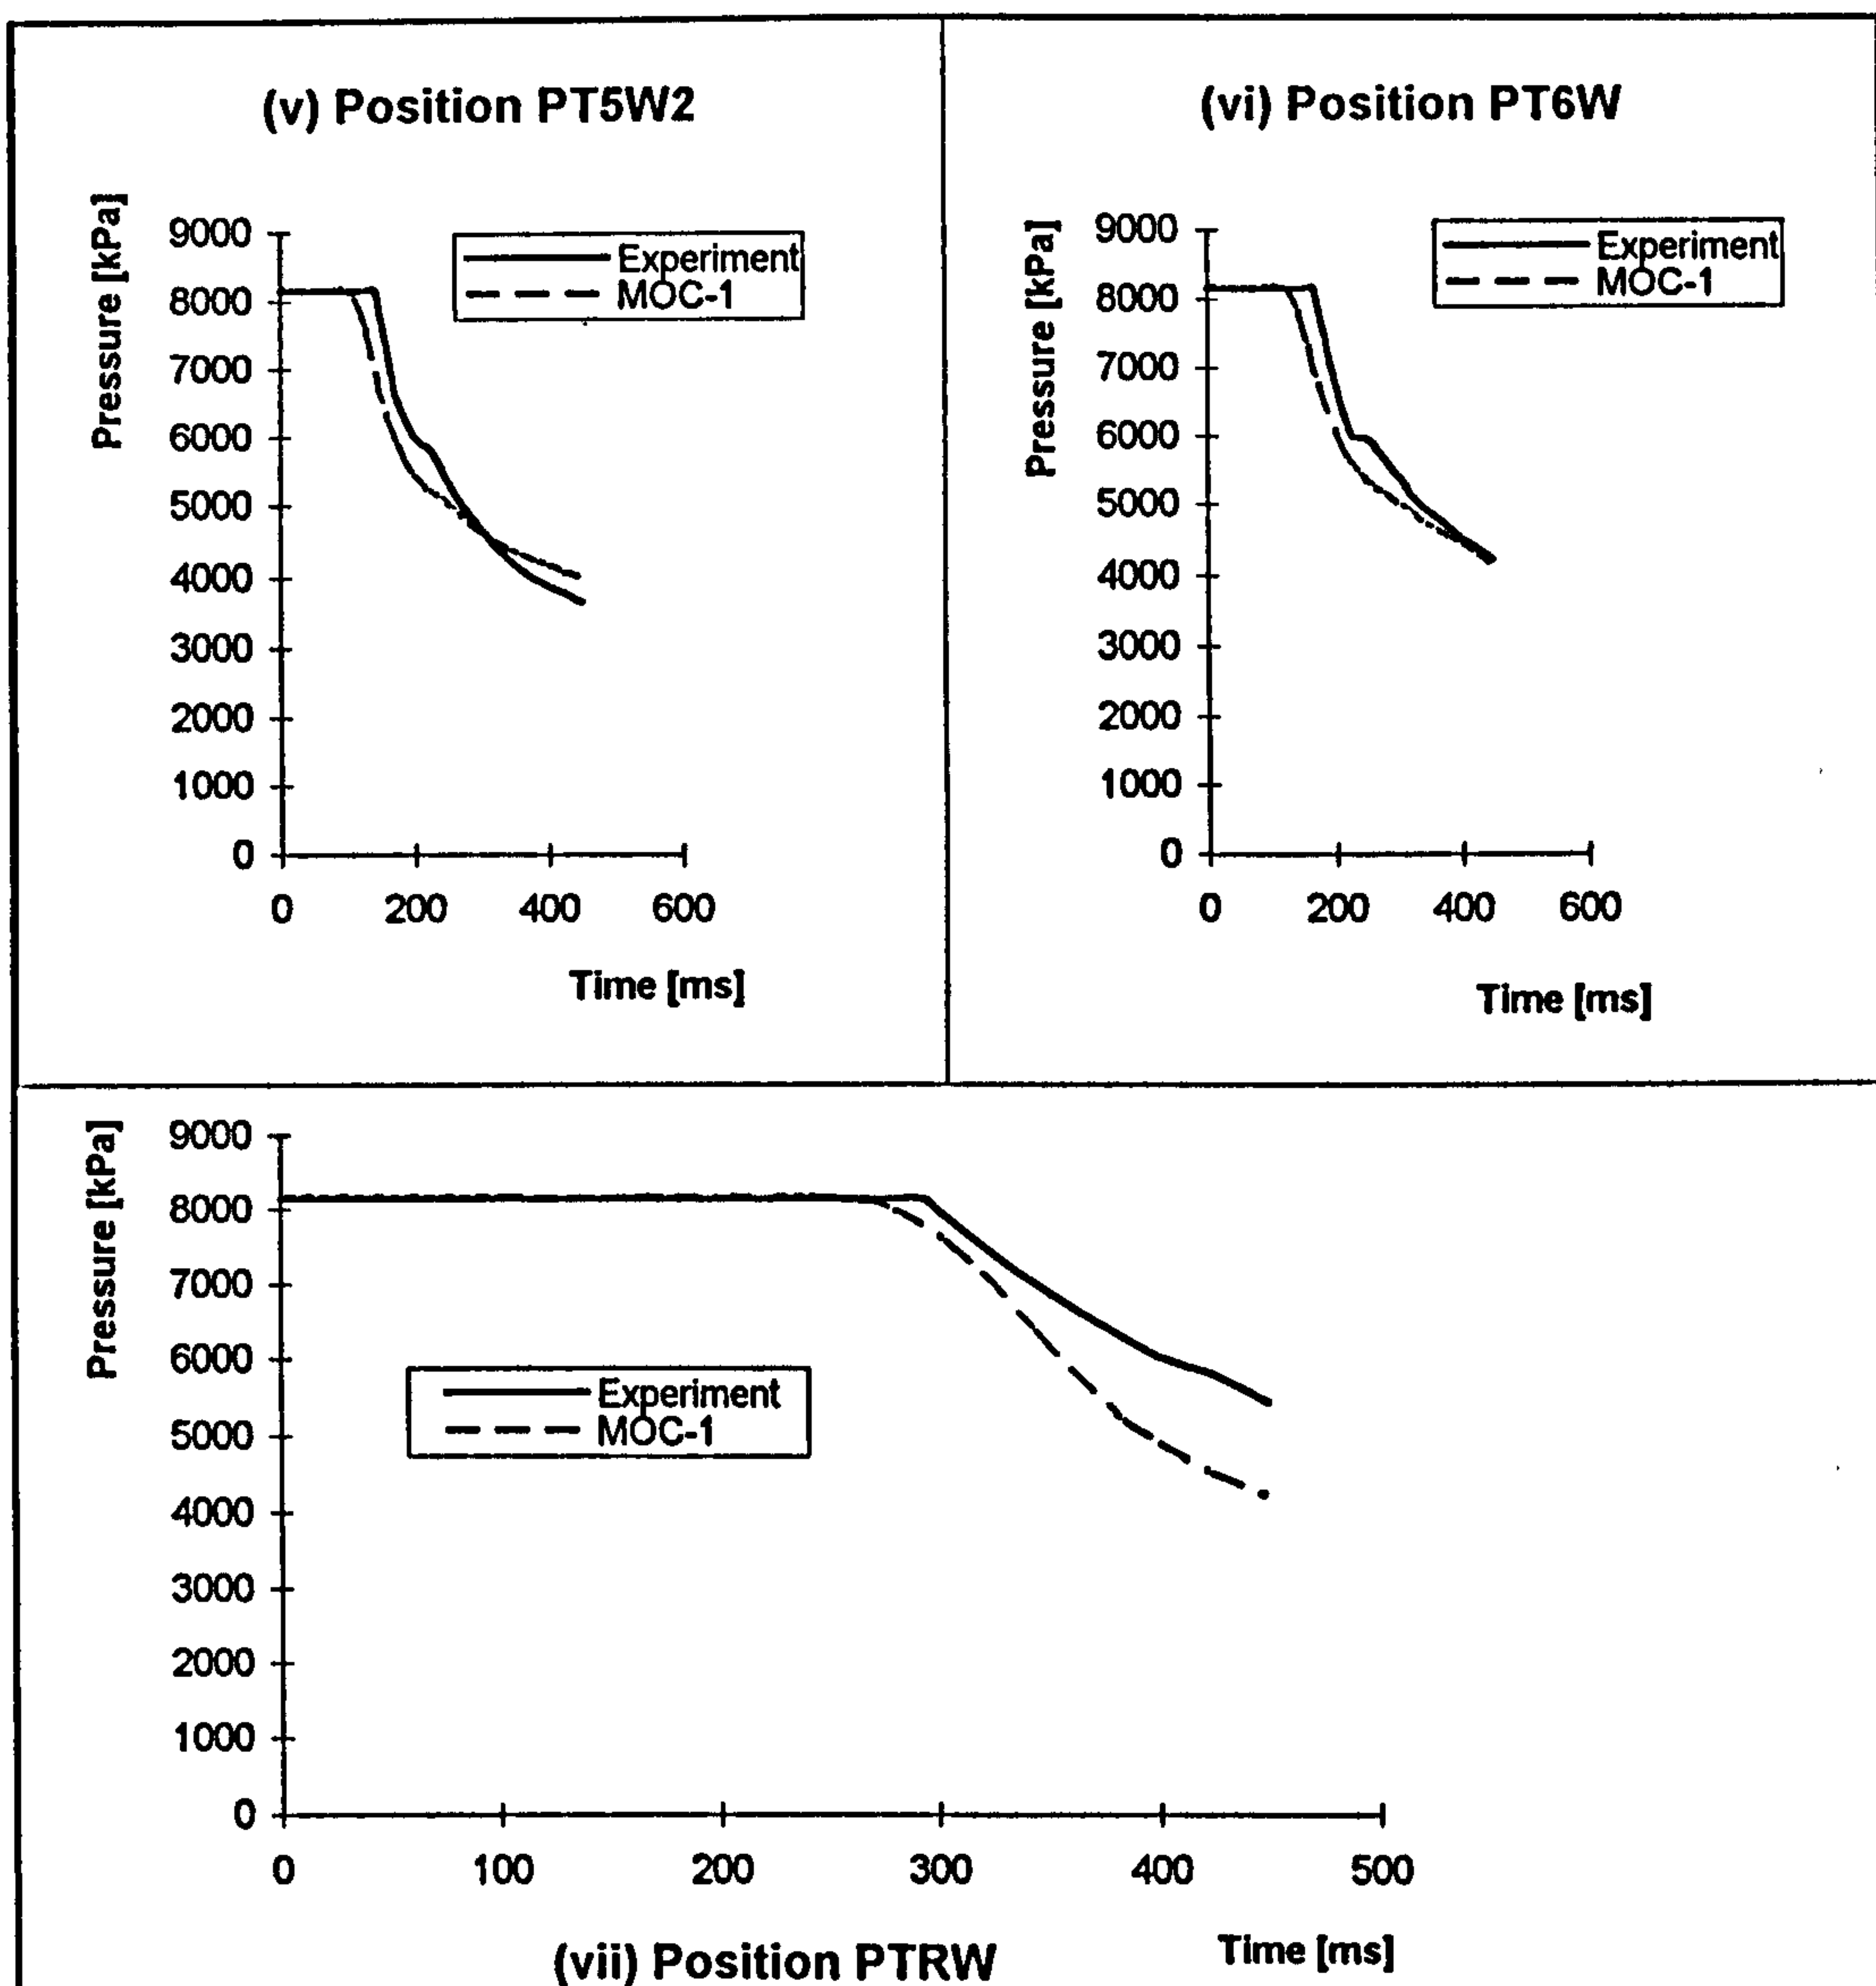 (v) Position PT5W2
Pressure [kPa]
9000
8000
7000
6000
5000
4000
3000
2000
1000
0
Experiment
MOC-1
0 200 400 600
Time [ms]
(vi) Position PT6W
Pressure [kPa]
9000
8000
7000
6000
5000
4000
3000
2000
1000
0
Experiment
MOC-1
0 200 400 600
Time [ms]
Pressure [kPa]
9000
8000
7000
6000
5000
4000
3000
2000
1000
0
Experiment
MOC-1
0 100 200 300 400 500
Time [ms]
(vii) Position PTRW